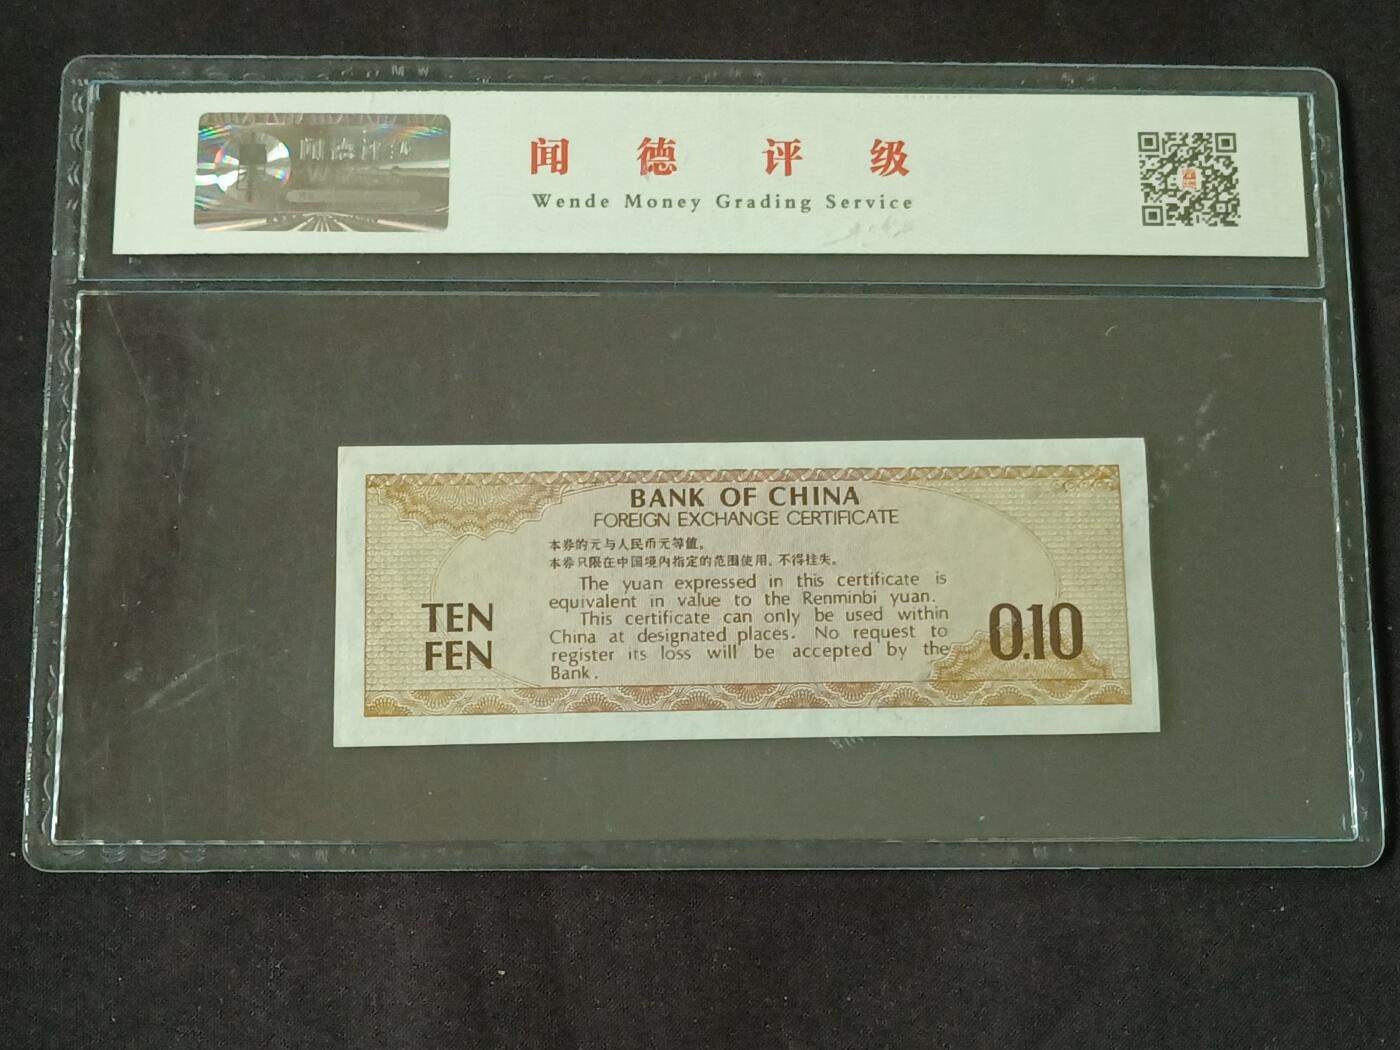 闻德评级
闻德评级
Wende Money Grading Service
BANK OF CHINA
FOREIGN EXCHANGE CERTIFICATE
本券的元与人民币元等值。
本券只限在中国境内指定的范围使用，不得挂失。
The yuan expressed in this certificate is
equivalent in value to the Renminbi yuan.
This certificate can only be used within
China at designated places. No request to
register its loss will be accepted by the
Bank.
TEN
FEN
0.10